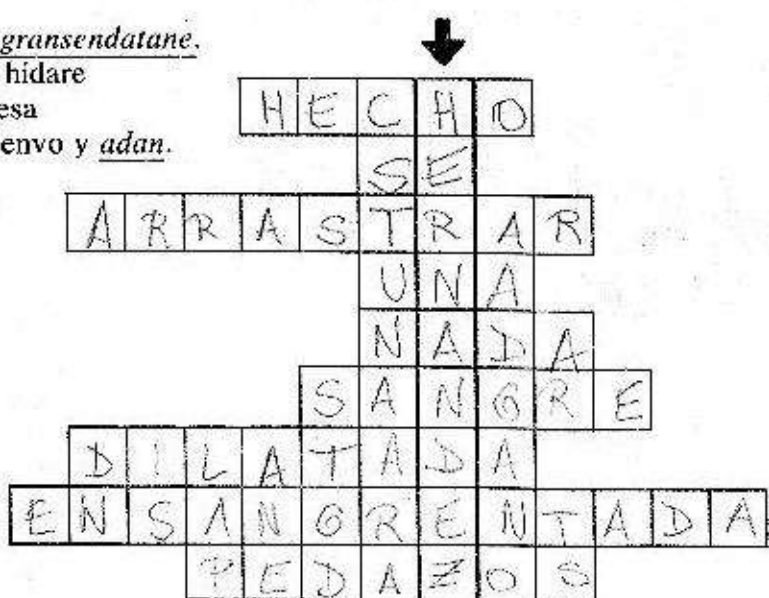 gransendatane.
hidare
esa
envo y adan.
HECHO
SE
ARRASTRAR
UNA
NADA
SANGRE
DILATADA
ENSANGRENTADA
PEDAZOS